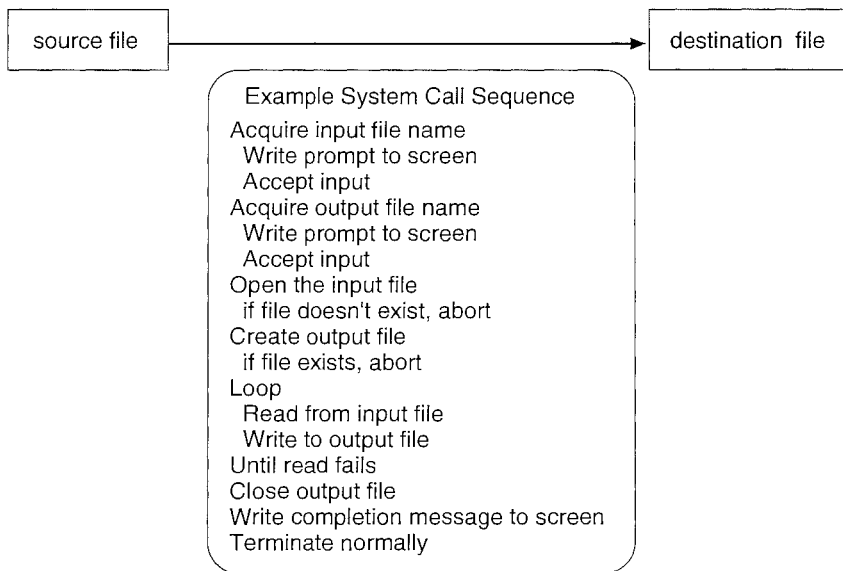 source file
destination file
Example System Call Sequence
Acquire input file name
Write prompt to screen
Accept input
Acquire output file name
Write prompt to screen
Accept input
Open the input file
if file doesn't exist, abort
Create output file
if file exists, abort
Loop
Read from input file
Write to output file
Until read fails
Close output file
Write completion message to screen
Terminate normally